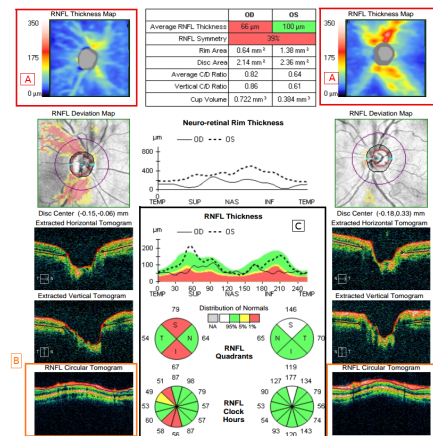 RNFL Thickness Map
350
175
0 μm
A
OD OS
Average RNFL Thickness 66 μm 100 μm
RNFL Symmetry 39%
Rim Area 0.64 mm² 1.38 mm²
Disc Area 2.14 mm² 2.36 mm²
Average C/D Ratio 0.82 0.64
Vertical C/D Ratio 0.86 0.61
Cup Volume 0.722 mm³ 0.384 mm³
RNFL Thickness Map
350
175
0 μm
A
RNFL Deviation Map
Disc Center (-0.15,-0.06) mm
Neuro-retinal Rim Thickness
μm OD OS
800
400
0
TEMP SUP NAS INF TEMP
RNFL Deviation Map
Disc Center (-0.18,0.33) mm
Extracted Horizontal Tomogram
Extracted Vertical Tomogram
B
RNFL Circular Tomogram
RNFL Thickness
C
μm OD OS
200
100
0
0 30 60 90 120 150 180 210 240
TEMP SUP NAS INF TEMP
Distribution of Normals
NA 95% 5% 1%
79
S
54 T N 64
I
67
RNFL
Quadrants
146
S
65 N T 70
I
119
51 87
49 98
53 79
60 57
58 53
56 87
RNFL
Clock
Hours
177
127 134
98 79
53 57
60 56
54 74
93 120 143
Extracted Horizontal Tomogram
Extracted Vertical Tomogram
RNFL Circular Tomogram